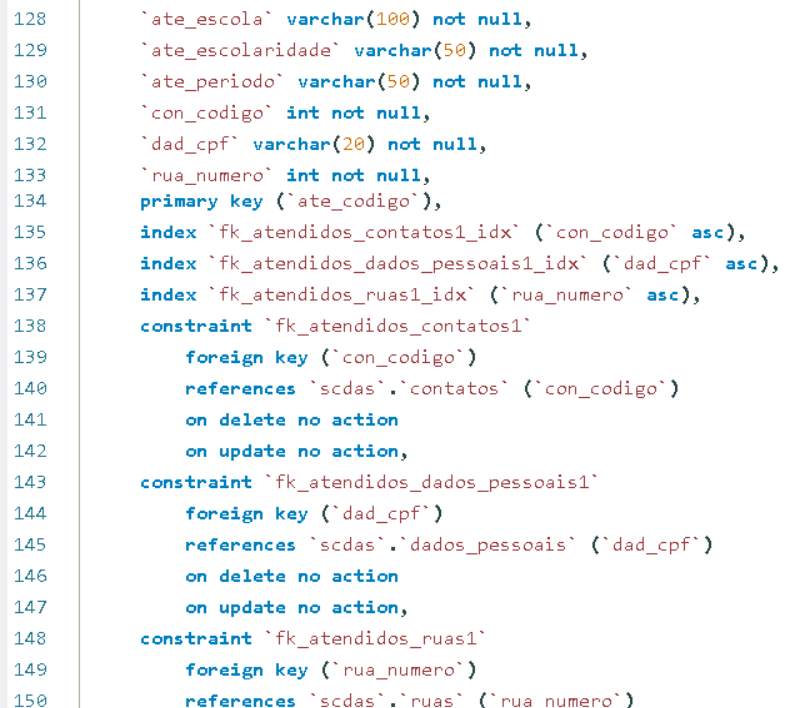 128 `ate_escola` varchar(100) not null,
129 `ate_escolaridade` varchar(50) not null,
130 `ate_periodo` varchar(50) not null,
131 `con_codigo` int not null,
132 `dad_cpf` varchar(20) not null,
133 `rua_numero` int not null,
134 primary key (`ate_codigo`),
135 index `fk_atendidos_contatos1_idx` (`con_codigo` asc),
136 index `fk_atendidos_dados_pessoais1_idx` (`dad_cpf` asc),
137 index `fk_atendidos_ruas1_idx` (`rua_numero` asc),
138 constraint `fk_atendidos_contatos1`
139 foreign key (`con_codigo`)
140 references `scdas`.`contatos` (`con_codigo`)
141 on delete no action
142 on update no action,
143 constraint `fk_atendidos_dados_pessoais1`
144 foreign key (`dad_cpf`)
145 references `scdas`.`dados_pessoais` (`dad_cpf`)
146 on delete no action
147 on update no action,
148 constraint `fk_atendidos_ruas1`
149 foreign key (`rua_numero`)
150 references `scdas`.`ruas` (`rua_numero`)